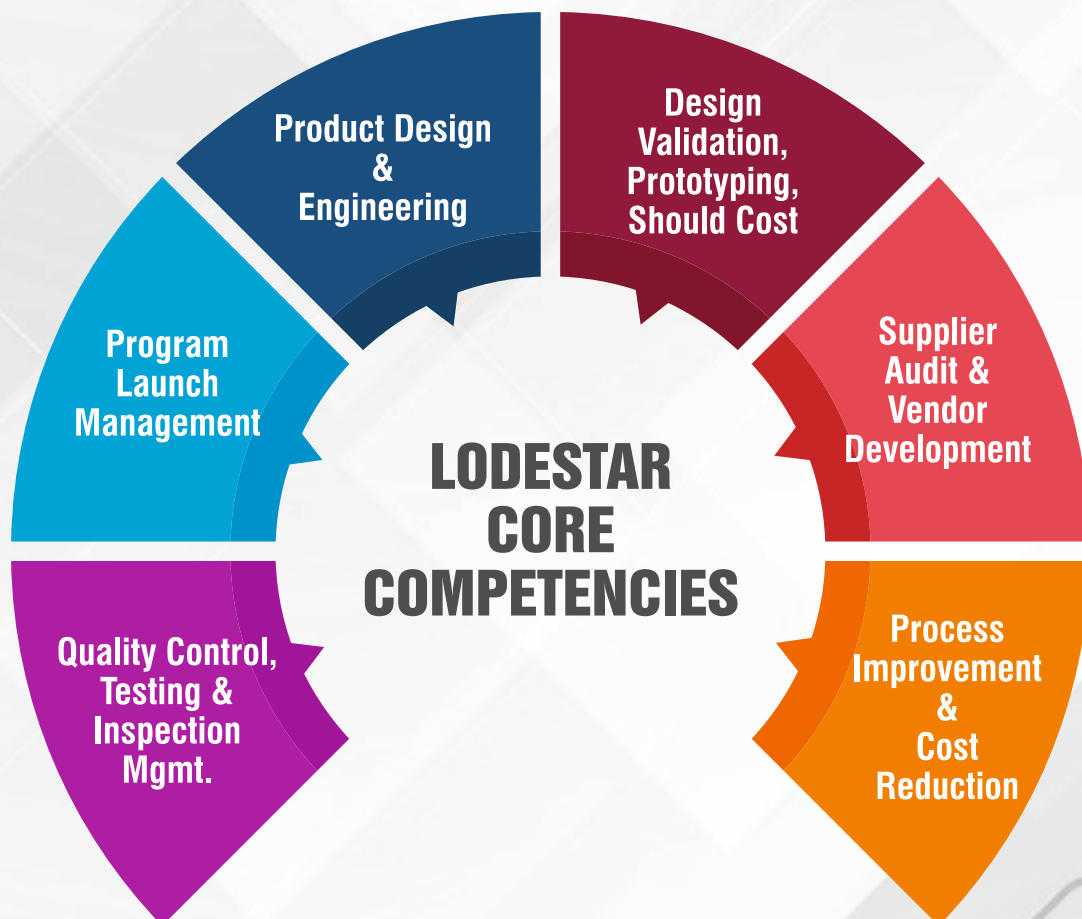 Product Design
&
Engineering
Design
Validation,
Prototyping,
Should Cost
Program
Launch
Management
Supplier
Audit &
Vendor
Development
LODESTAR
CORE
COMPETENCIES
Quality Control,
Testing &
Inspection
Mgmt.
Process
Improvement
&
Cost
Reduction